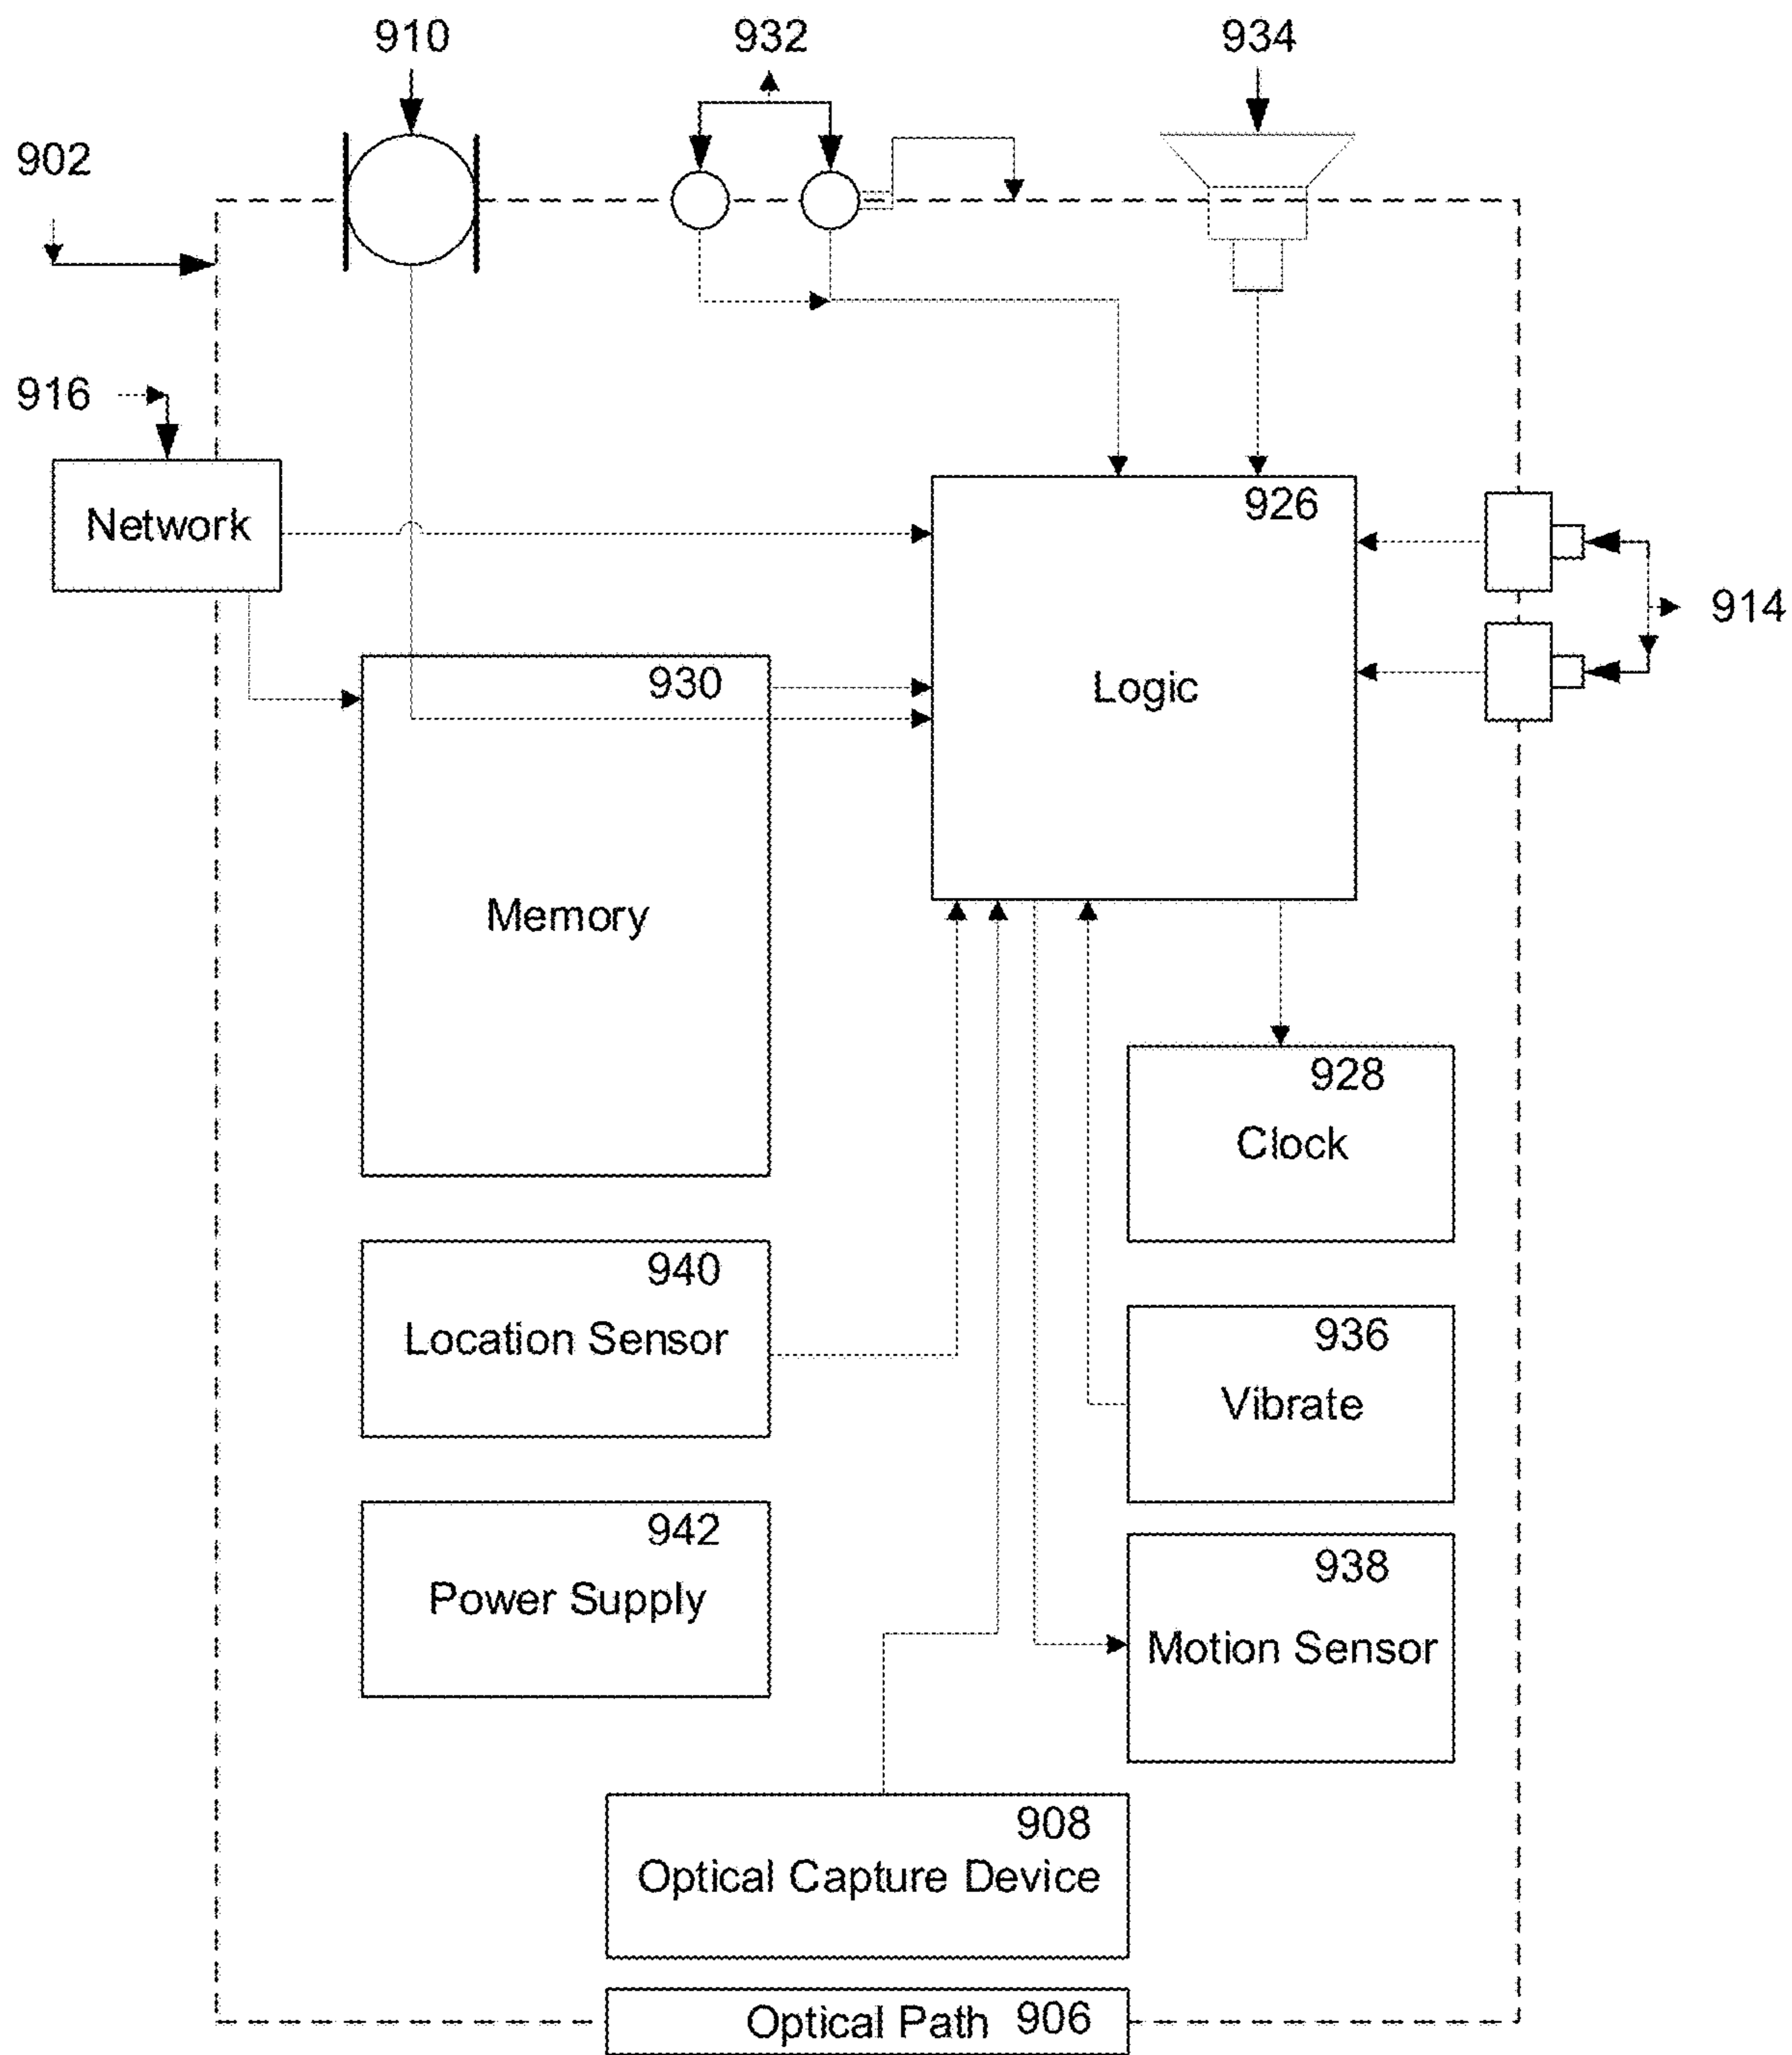 910
932
934
902
916
Network
926
Logic
914
930
Memory
928
Clock
940
Location Sensor
936
Vibrate
942
Power Supply
938
Motion Sensor
908
Optical Capture Device
Optical Path 906